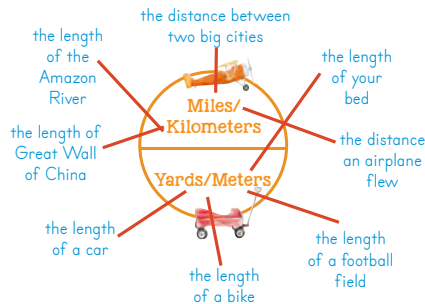 the distance between
two big cities
the length
of the
Amazon
River
the length
of your
bed
Miles/
Kilometers
the length of
Great Wall
of China
the distance
an airplane
flew
Yards/Meters
the length
of a car
the length
of a football
field
the length
of a bike